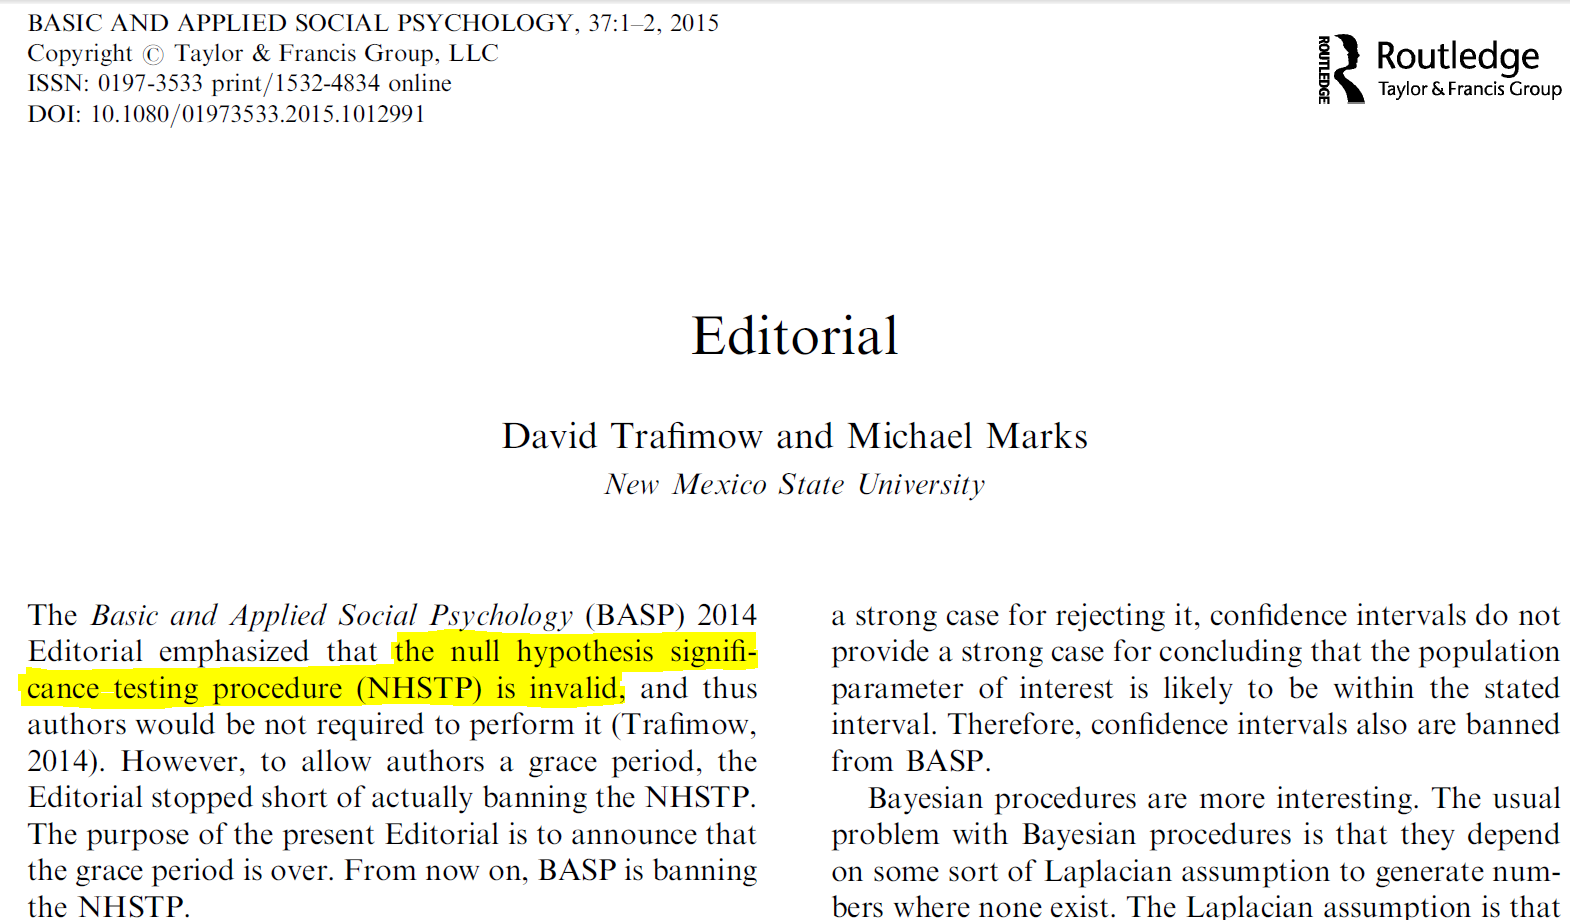 BASIC AND APPLIED SOCIAL PSYCHOLOGY, 37:1–2, 2015
Copyright © Taylor & Francis Group, LLC
ISSN: 0197-3533 print/1532-4834 online
DOI: 10.1080/01973533.2015.1012991
ROUTLEDGE
Routledge
Taylor & Francis Group
Editorial
David Trafimow and Michael Marks
New Mexico State University
The Basic and Applied Social Psychology (BASP) 2014
Editorial emphasized that the null hypothesis signifi-
cance testing procedure (NHSTP) is invalid, and thus
authors would be not required to perform it (Trafimow,
2014). However, to allow authors a grace period, the
Editorial stopped short of actually banning the NHSTP.
The purpose of the present Editorial is to announce that
the grace period is over. From now on, BASP is banning
the NHSTP.
a strong case for rejecting it, confidence intervals do not
provide a strong case for concluding that the population
parameter of interest is likely to be within the stated
interval. Therefore, confidence intervals also are banned
from BASP.
Bayesian procedures are more interesting. The usual
problem with Bayesian procedures is that they depend
on some sort of Laplacian assumption to generate num-
bers where none exist. The Laplacian assumption is that